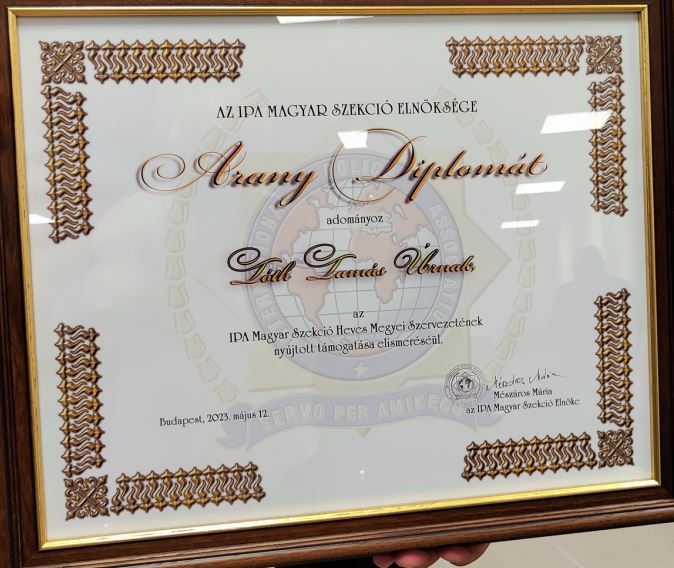 AZ IPA MAGYAR SZEKCIÓ ELNÖKSÉGE
Arany Diplomát
adományoz
Tóth Tamás Úrnak,
az
IPA Magyar Szekció Heves Megyei Szervezetének
nyújtott támogatása elismeréséül.
Mészáros Mária
az IPA Magyar Szekció Elnöke
Budapest, 2023. május 12.
SERVO PER AMIKECO